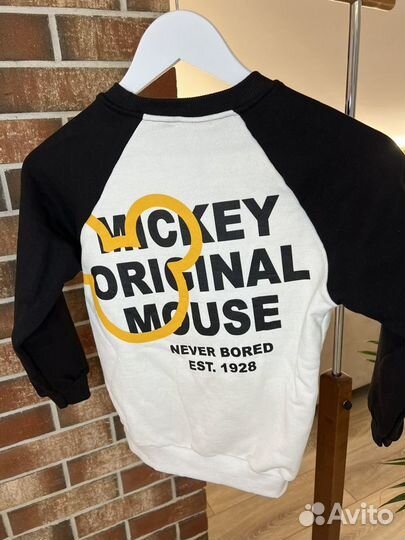 MICKEY
ORIGINAL
MOUSE
NEVER BORED
EST. 1928
Avito